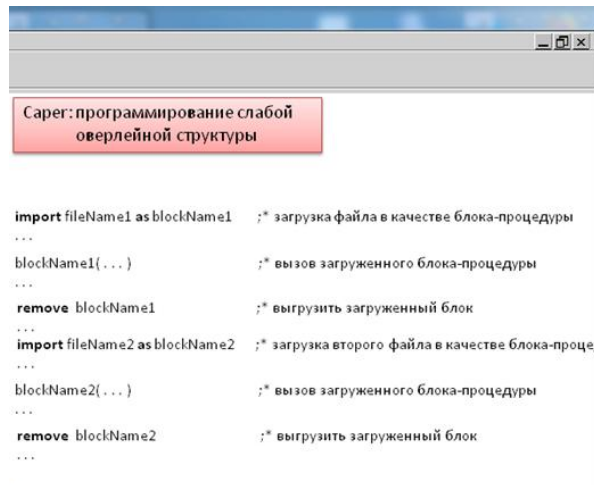 Caper: программирование слабой
оверлейной структуры
import fileName1 as blockName1 ;* загрузка файла в качестве блока-процедуры
...
blockName1( . . . ) ;* вызов загруженного блока-процедуры
...
remove blockName1 ;* выгрузить загруженный блок
...
import fileName2 as blockName2 ;* загрузка второго файла в качестве блока-проце
...
blockName2( . . . ) ;* вызов загруженного блока-процедуры
...
remove blockName2 ;* выгрузить загруженный блок
...